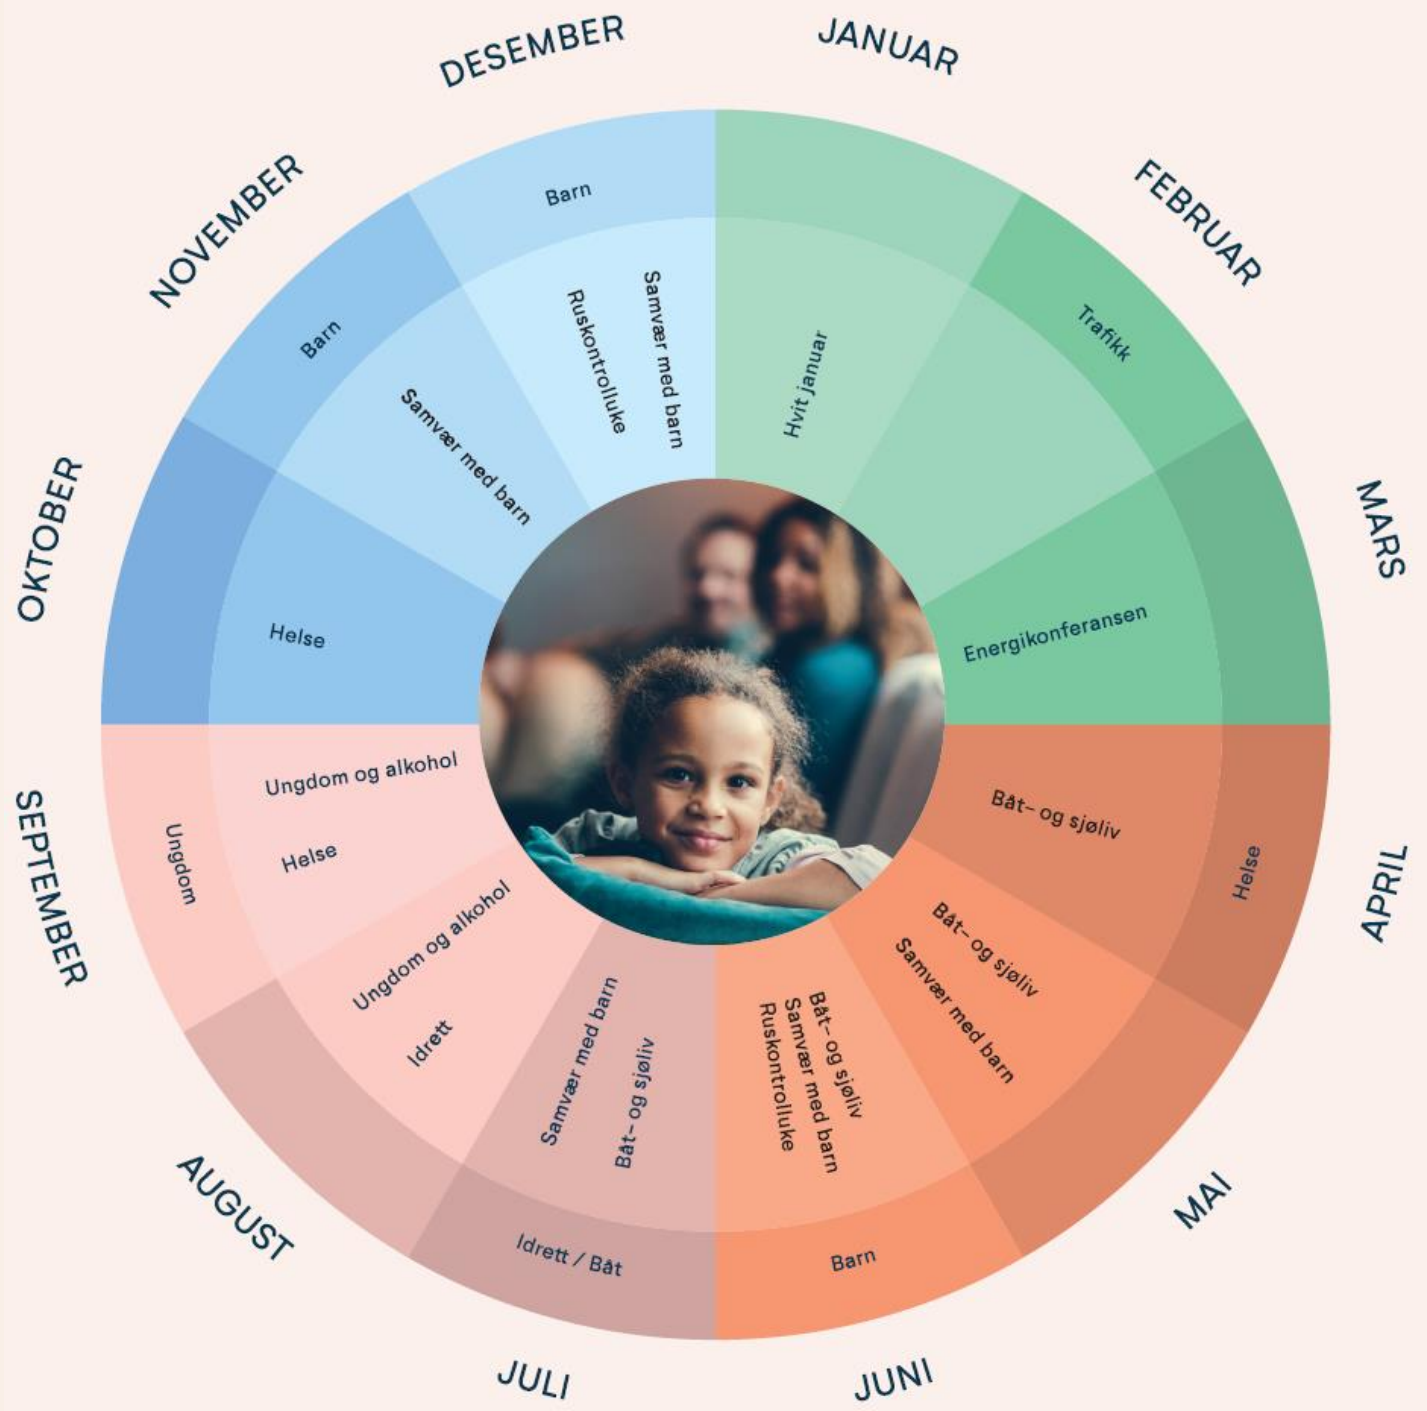 JANUAR
Hvit januar
FEBRUAR
Trafikk
MARS
Energikonferansen
APRIL
Helse
Båt- og sjøliv
MAI
Båt- og sjøliv
Samvær med barn
JUNI
Barn
Båt- og sjøliv
Samvær med barn
Ruskontrolluke
JULI
Idrett / Båt
Samvær med barn
Båt- og sjøliv
AUGUST
Ungdom og alkohol
Idrett
SEPTEMBER
Ungdom
Ungdom og alkohol
Helse
OKTOBER
Helse
NOVEMBER
Barn
Samvær med barn
DESEMBER
Barn
Ruskontrolluke
Samvær med barn